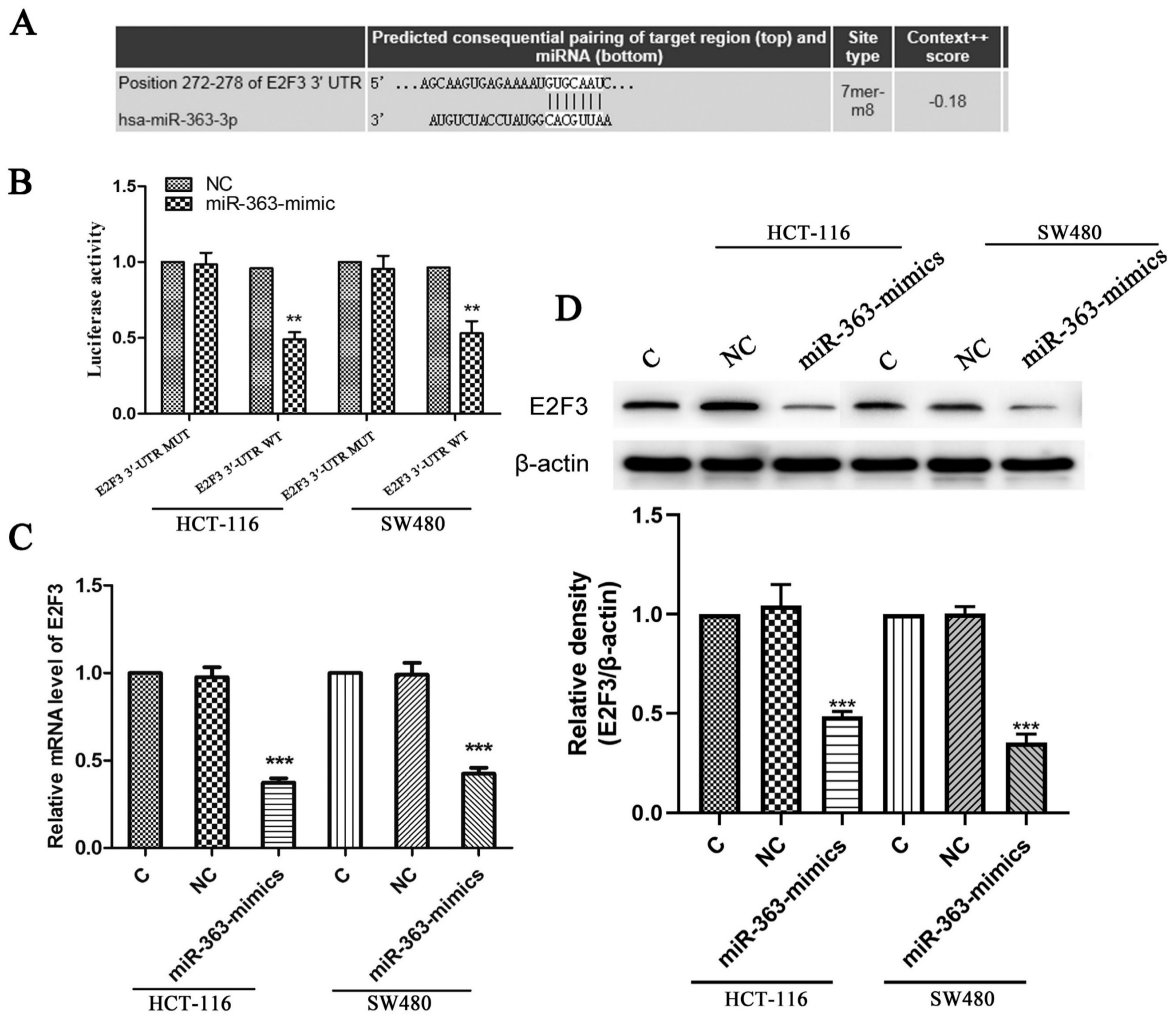 A
Predicted consequential pairing of target region (top) and miRNA (bottom)
Site type
Context++ score
Position 272-278 of E2F3 3' UTR
5' ...AGCAAGUGAGAAAAUGUGCAAUC...
hsa-miR-363-3p
3' AUGUCUACCUAUGGCACGUUAA
7mer-m8
-0.18
B
NC
miR-363-mimic
Luciferase activity
1.5
1.0
0.5
0.0
**
**
E2F3 3'-UTR MUT
E2F3 3'-UTR WT
E2F3 3'-UTR MUT
E2F3 3'-UTR WT
HCT-116
SW480
C
Relative mRNA level of E2F3
1.5
1.0
0.5
0.0
***
***
C
NC
miR-363-mimics
C
NC
miR-363-mimics
HCT-116
SW480
D
HCT-116
SW480
C
NC
miR-363-mimics
C
NC
miR-363-mimics
E2F3
β-actin
Relative density
(E2F3/β-actin)
1.5
1.0
0.5
0.0
***
***
C
NC
miR-363-mimics
C
NC
miR-363-mimics
HCT-116
SW480